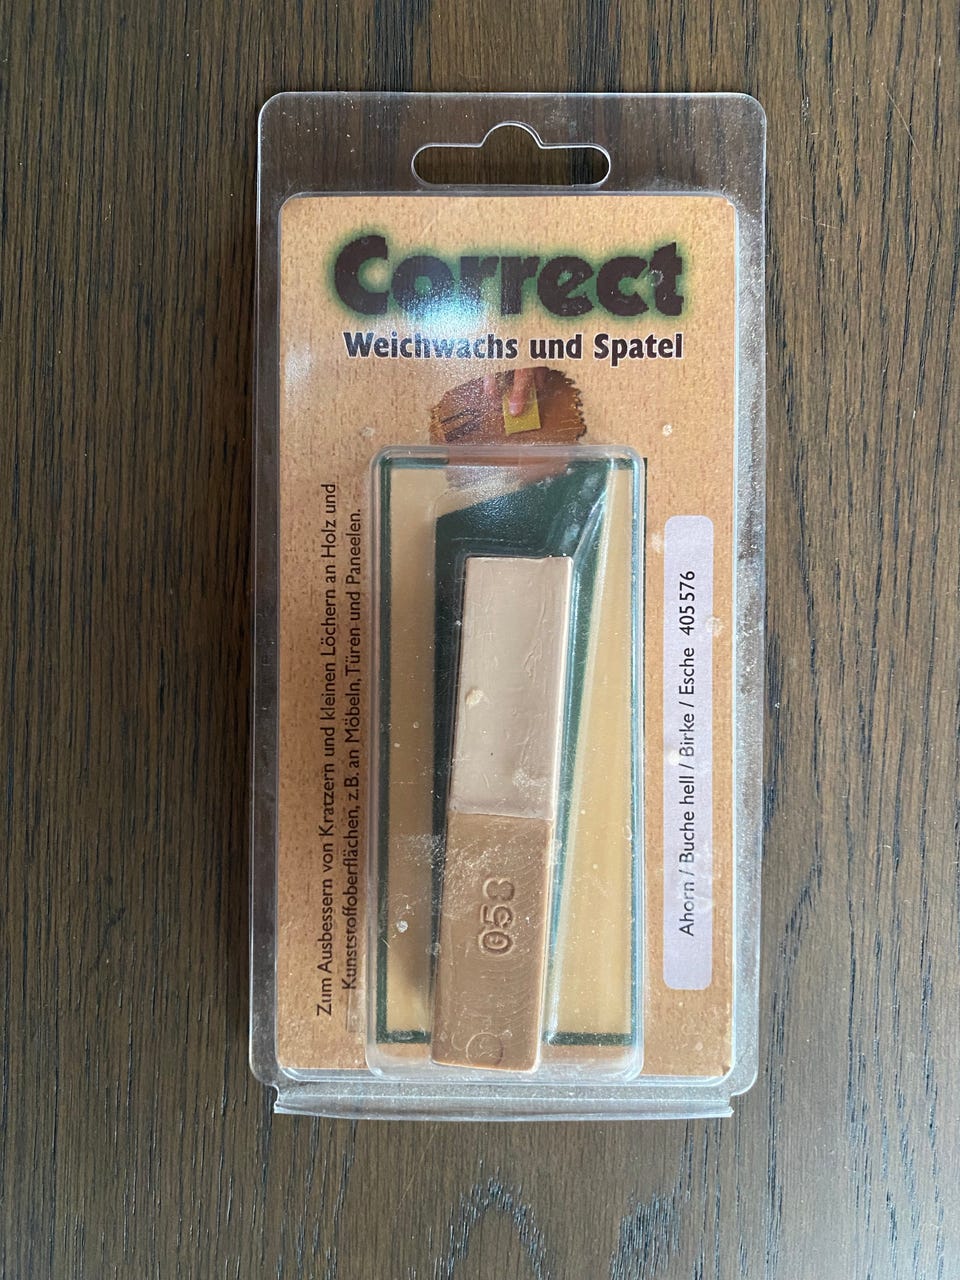 Correct
Weichwachs und Spatel
Zum Ausbessern von Kratzern und kleinen Löchern an Holz und
Kunststoffoberflächen, z.B. an Möbeln, Türen und Paneelen.
Ahorn / Buche hell / Birke / Esche 405 576
053